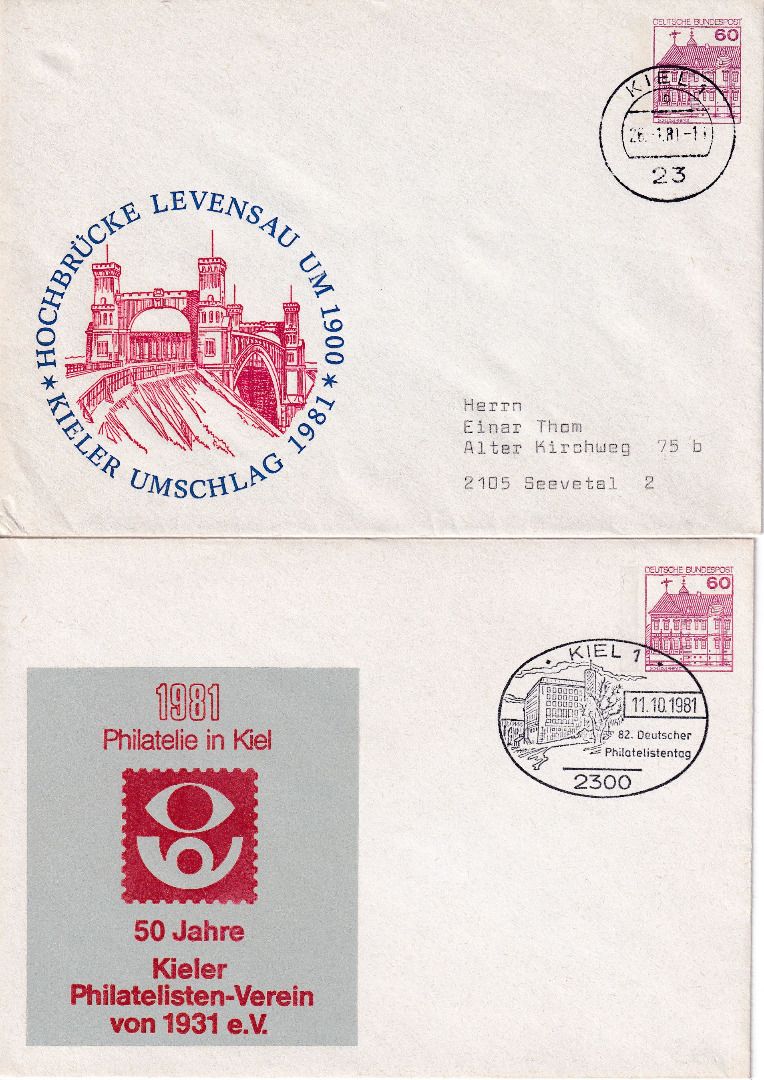 DEUTSCHE BUNDESPOST
60
KIEL 1
23
HOCHBRÜCKE LEVENSAU UM 1900
* KIELER UMSCHLAG 1981 *
Herrn
Einar Thom
Alter Kirchweg 75 b
2105 Seevetal 2
DEUTSCHE BUNDESPOST
60
KIEL 1
11.10.1981
82. Deutscher
Philatelistentag
2300
1981
Philatelie in Kiel
50 Jahre
Kieler
Philatelisten-Verein
von 1931 e.V.